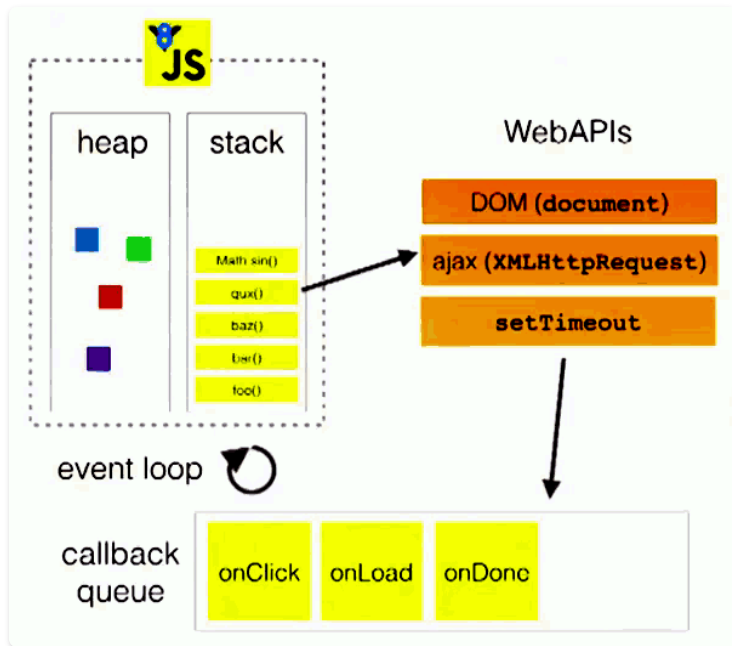 8
JS
heap
stack
WebAPIs
DOM (document)
Math sin()
ajax (XMLHttpRequest)
qux()
baz()
setTimeout
bar()
foo()
event loop
callback
queue
onClick
onLoad
onDone